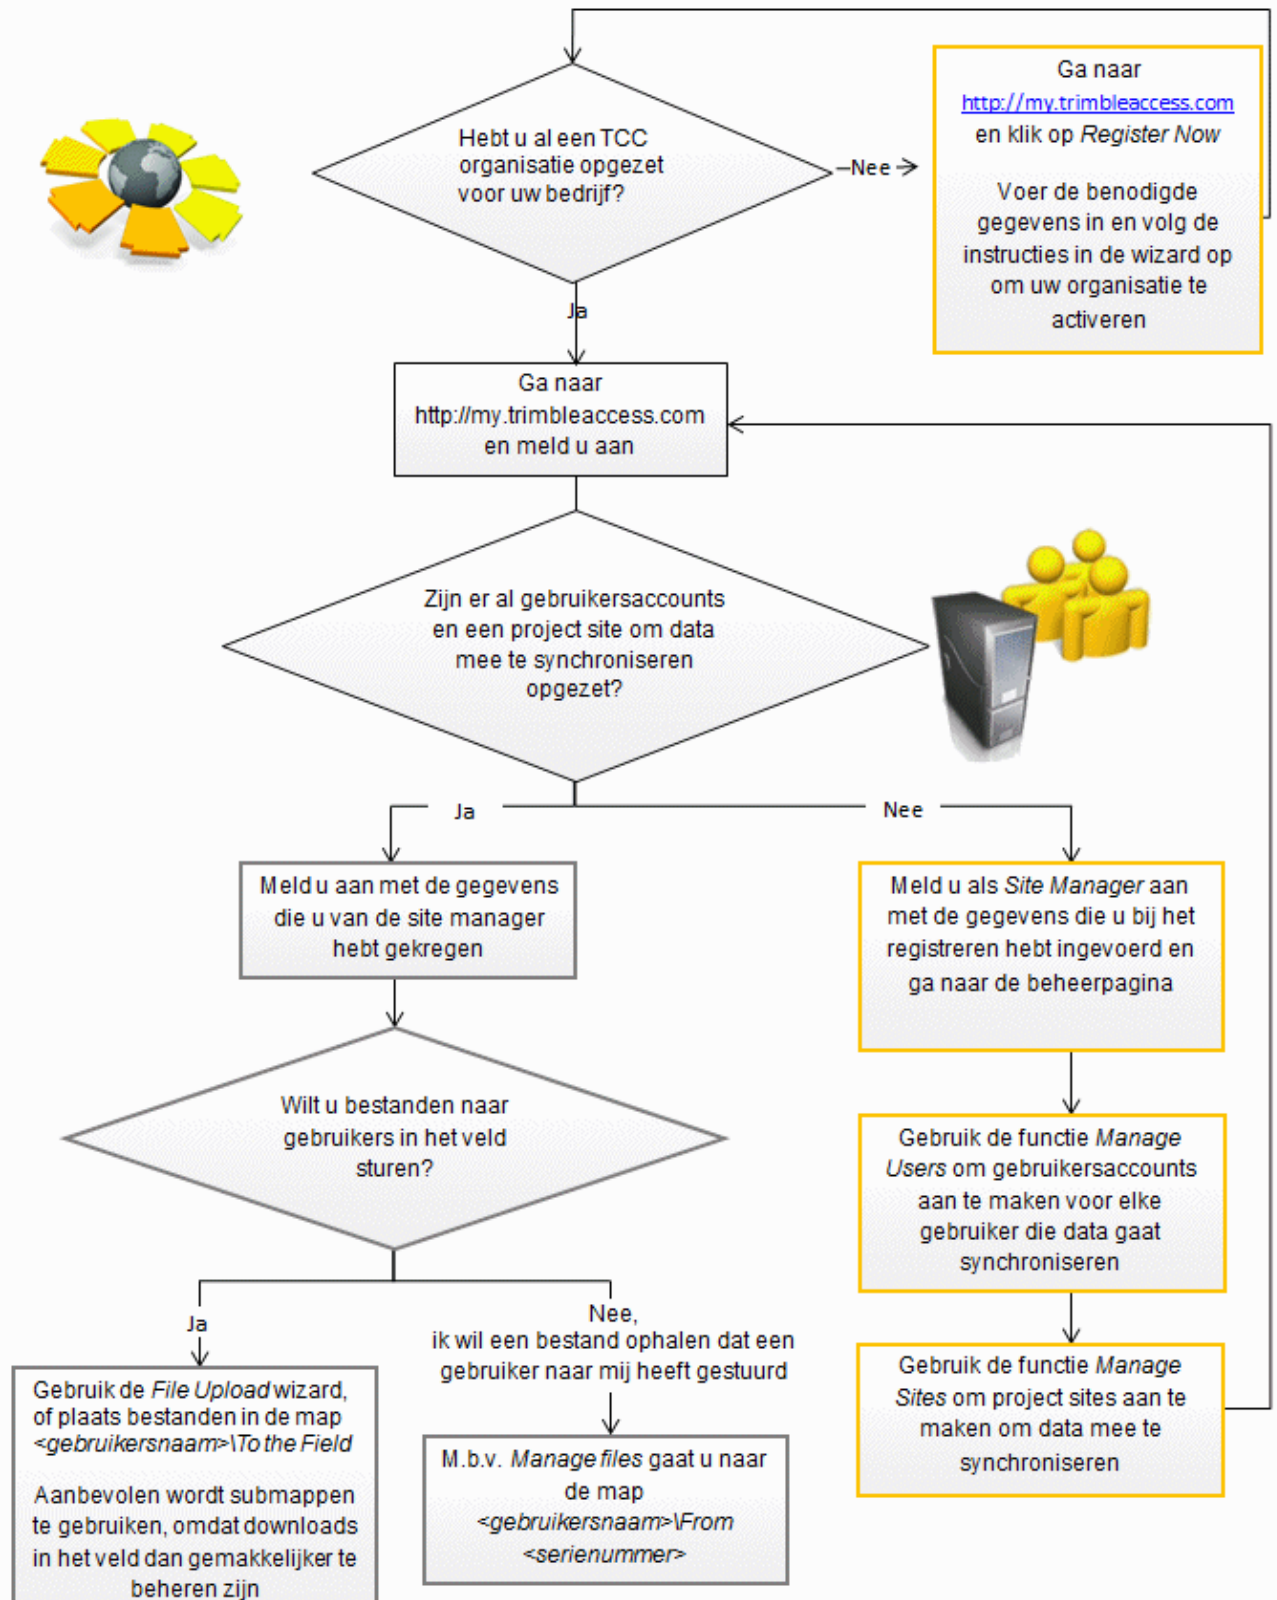 Hebt u al een TCC
organisatie opgezet
voor uw bedrijf?
Nee
Ga naar
http://my.trimbleaccess.com
en klik op Register Now
Voer de benodigde
gegevens in en volg de
instructies in de wizard op
om uw organisatie te
activeren
Ja
Ga naar
http://my.trimbleaccess.com
en meld u aan
Zijn er al gebruikersaccounts
en een project site om data
mee te synchroniseren
opgezet?
Ja
Nee
Meld u aan met de gegevens
die u van de site manager
hebt gekregen
Meld u als Site Manager aan
met de gegevens die u bij het
registreren hebt ingevoerd en
ga naar de beheerpagina
Wilt u bestanden naar
gebruikers in het veld
sturen?
Gebruik de functie Manage
Users om gebruikersaccounts
aan te maken voor elke
gebruiker die data gaat
synchroniseren
Ja
Nee,
ik wil een bestand ophalen dat een
gebruiker naar mij heeft gestuurd
Gebruik de functie Manage
Sites om project sites aan te
maken om data mee te
synchroniseren
Gebruik de File Upload wizard,
of plaats bestanden in de map
<gebruikersnaam>\To the Field
Aanbevolen wordt submappen
te gebruiken, omdat downloads
in het veld dan gemakkelijker te
beheren zijn
M.b.v. Manage files gaat u naar
de map
<gebruikersnaam>\From
<serienummer>